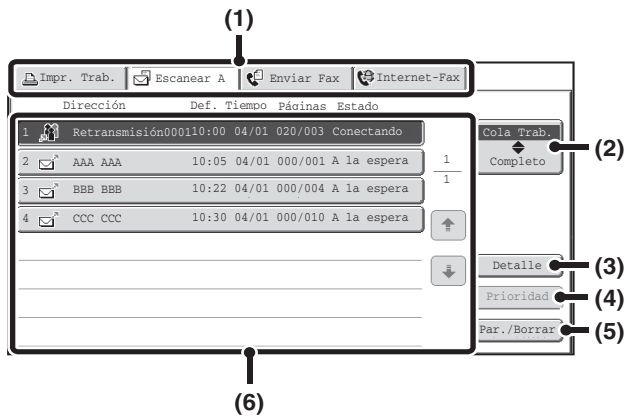 (1)
Impr. Trab. Escanear A Enviar Fax Internet-Fax
Dirección Def. Tiempo Páginas Estado
1 Retransmisión0001 10:00 04/01 020/003 Conectando
2 AAA AAA 10:05 04/01 000/001 A la espera
3 BBB BBB 10:22 04/01 000/004 A la espera
4 CCC CCC 10:30 04/01 000/010 A la espera
1
1
Cola Trab.
Completo
(2)
Detalle (3)
Prioridad (4)
Par./Borrar (5)
(6)